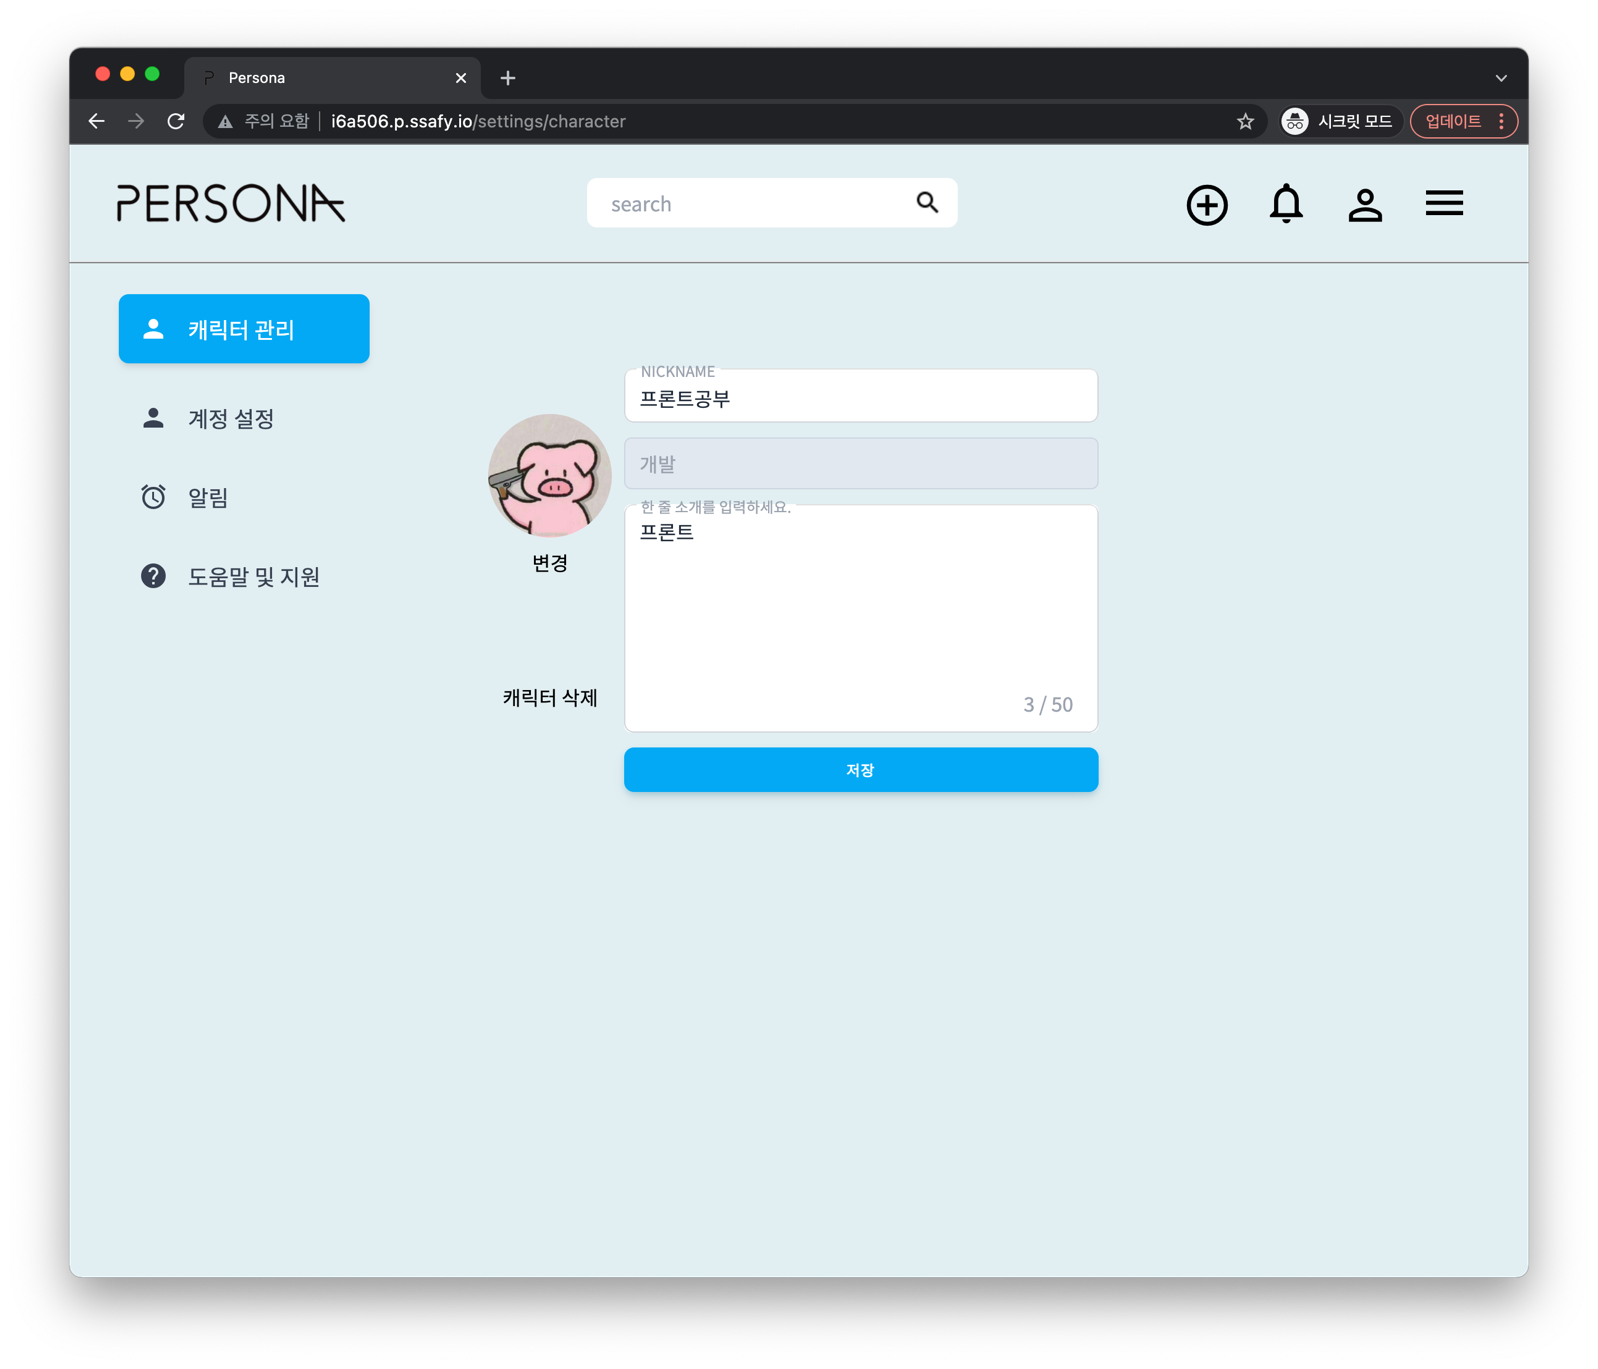 Persona
주의 요함 | i6a506.p.ssafy.io/settings/character
시크릿 모드
업데이트
PERSONA
search
캐릭터 관리
계정 설정
알림
도움말 및 지원
변경
캐릭터 삭제
NICKNAME
프론트공부
개발
한 줄 소개를 입력하세요.
프론트
3 / 50
저장